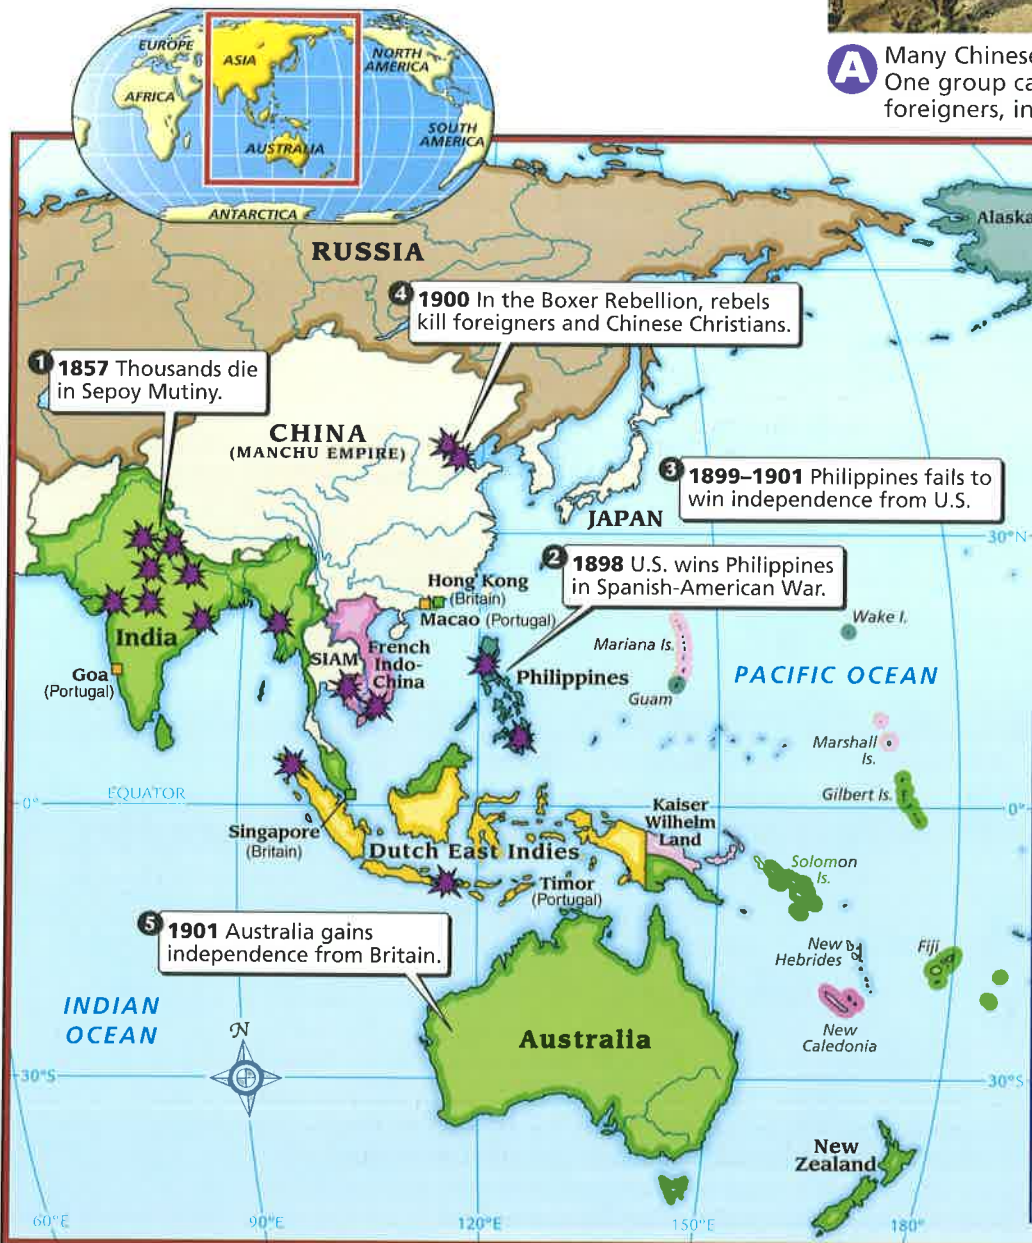 EUROPE
ASIA
NORTH
AMERICA
AFRICA
SOUTH
AMERICA
AUSTRALIA
ANTARCTICA
A Many Chinese
One group ca
foreigners, in
RUSSIA
Alaska
4 1900 In the Boxer Rebellion, rebels
kill foreigners and Chinese Christians.
1 1857 Thousands die
in Sepoy Mutiny.
CHINA
(MANCHU EMPIRE)
3 1899–1901 Philippines fails to
win independence from U.S.
JAPAN
30°N
2 1898 U.S. wins Philippines
in Spanish-American War.
Hong Kong
(Britain)
Macao (Portugal)
Wake I.
India
Mariana Is.
SIAM
French
Indo-
China
Goa
(Portugal)
Philippines
PACIFIC OCEAN
Guam
Marshall
Is.
EQUATOR
0°
0°
Gilbert Is.
Kaiser
Wilhelm
Land
Singapore
(Britain)
Dutch East Indies
Solomon
Is.
Timor
(Portugal)
5 1901 Australia gains
independence from Britain.
New
Hebrides
Fiji
INDIAN
OCEAN
N
Australia
New
Caledonia
30°S
30°S
New
Zealand
60°E
90°E
120°E
150°E
180°